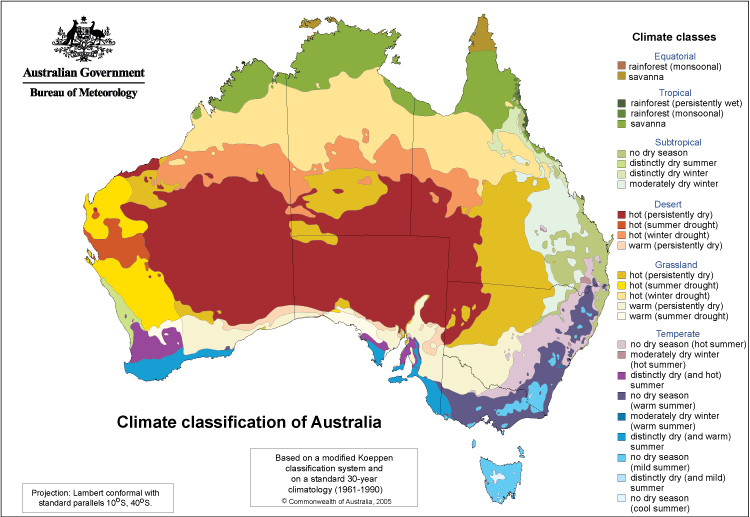 Australian Government
Bureau of Meteorology
Climate classes
Equatorial
rainforest (monsoonal)
savanna
Tropical
rainforest (persistently wet)
rainforest (monsoonal)
savanna
Subtropical
no dry season
distinctly dry summer
distinctly dry winter
moderately dry winter
Desert
hot (persistently dry)
hot (summer drought)
hot (winter drought)
warm (persistently dry)
Grassland
hot (persistently dry)
hot (summer drought)
hot (winter drought)
warm (persistently dry)
warm (summer drought)
Temperate
no dry season (hot summer)
moderately dry winter
(hot summer)
distinctly dry (and hot)
summer
no dry season
(warm summer)
moderately dry winter
(warm summer)
distinctly dry (and warm)
summer
no dry season
(mild summer)
distinctly dry (and mild)
summer
no dry season
(cool summer)
Climate classification of Australia
Based on a modified Koeppen
classification system and
on a standard 30-year
climatology (1961-1990)
© Commonwealth of Australia, 2005
Projection: Lambert conformal with
standard parallels 10°S, 40°S.